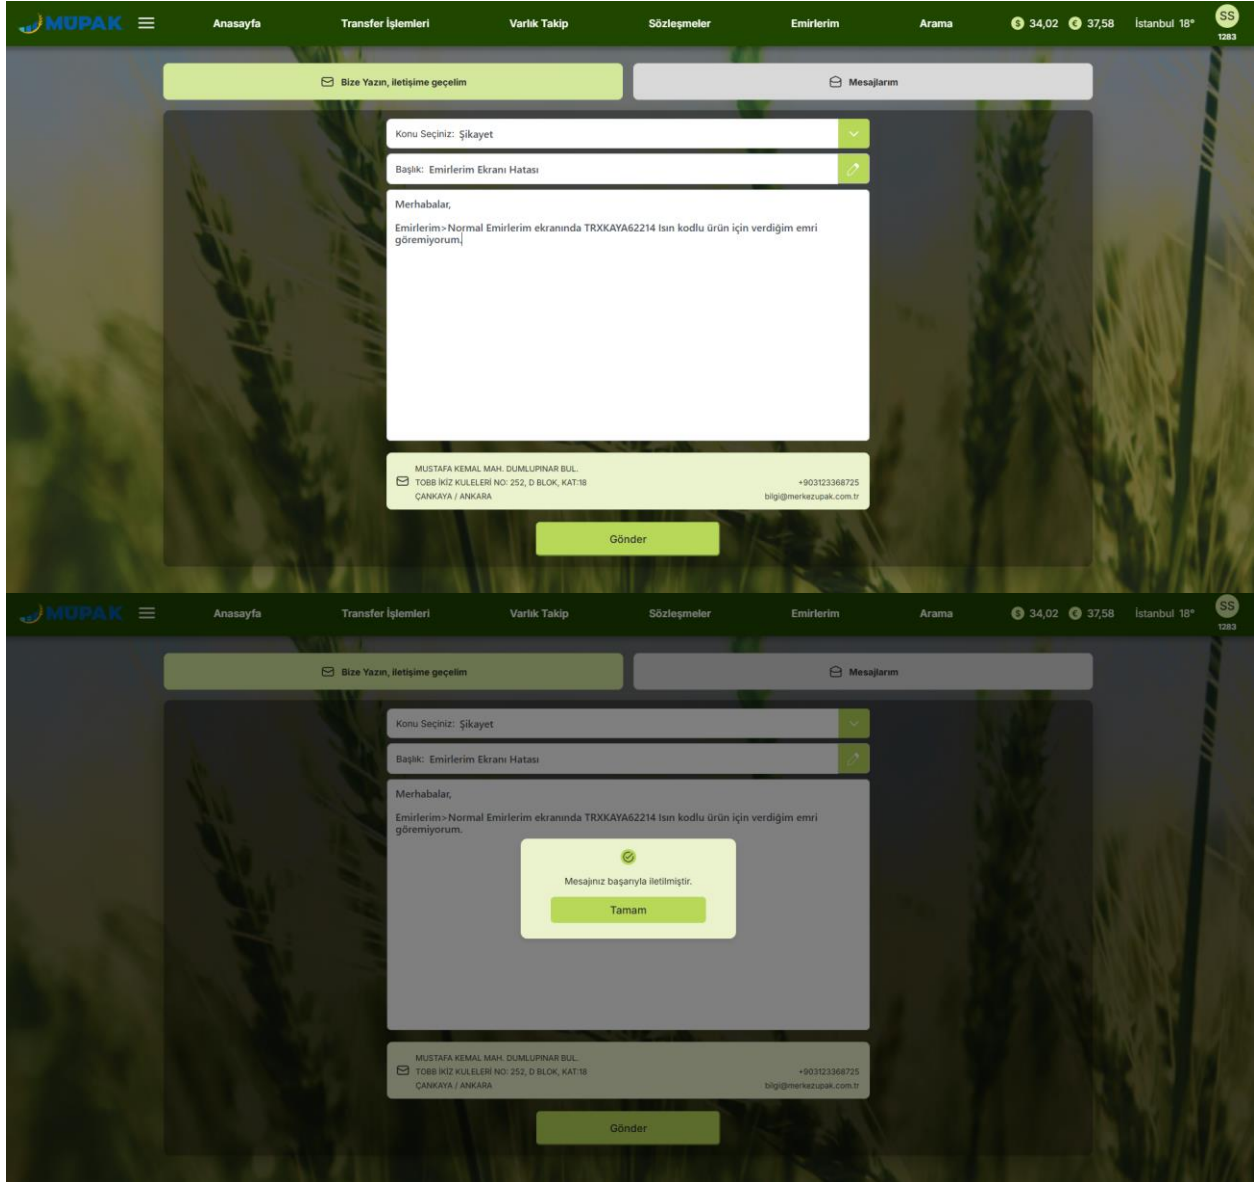 MÜPAK
Anasayfa Transfer İşlemleri Varlık Takip Sözleşmeler Emirlerim Arama $ 34,02 € 37,58 İstanbul 18° SS
1283
Bize Yazın, iletişime geçelim Mesajlarım
Konu Seçiniz: Şikayet
Başlık: Emirlerim Ekranı Hatası
Merhabalar,
Emirlerim>Normal Emirlerim ekranında TRXKAYA62214 Isın kodlu ürün için verdiğim emri
göremiyorum.
MUSTAFA KEMAL MAH. DUMLUPINAR BUL.
TOBB İKİZ KULELERİ NO: 252, D BLOK, KAT:18 +903123368725
ÇANKAYA / ANKARA bilgi@merkezupak.com.tr
Gönder
MÜPAK
Anasayfa Transfer İşlemleri Varlık Takip Sözleşmeler Emirlerim Arama $ 34,02 € 37,58 İstanbul 18° SS
1283
Bize Yazın, iletişime geçelim Mesajlarım
Konu Seçiniz: Şikayet
Başlık: Emirlerim Ekranı Hatası
Merhabalar,
Emirlerim>Normal Emirlerim ekranında TRXKAYA62214 Isın kodlu ürün için verdiğim emri
göremiyorum.
Mesajınız başarıyla iletilmiştir.
Tamam
MUSTAFA KEMAL MAH. DUMLUPINAR BUL.
TOBB İKİZ KULELERİ NO: 252, D BLOK, KAT:18 +903123368725
ÇANKAYA / ANKARA bilgi@merkezupak.com.tr
Gönder